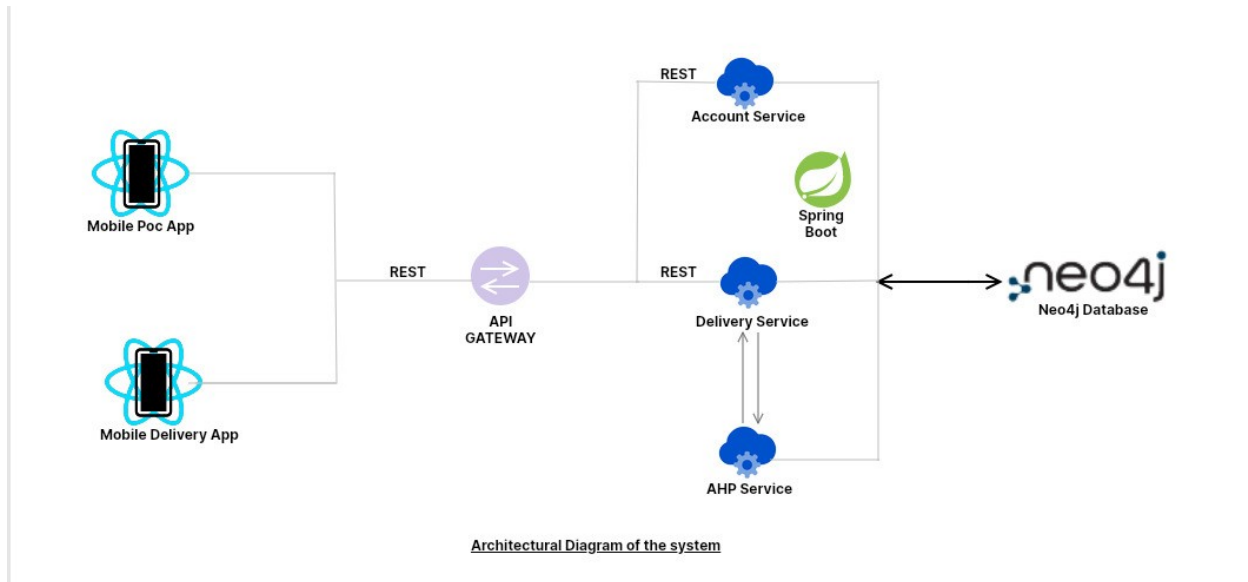 REST
Account Service
Mobile Poc App
Spring
Boot
REST
API
GATEWAY
REST
Delivery Service
neo4j
Neo4j Database
Mobile Delivery App
AHP Service
Architectural Diagram of the system